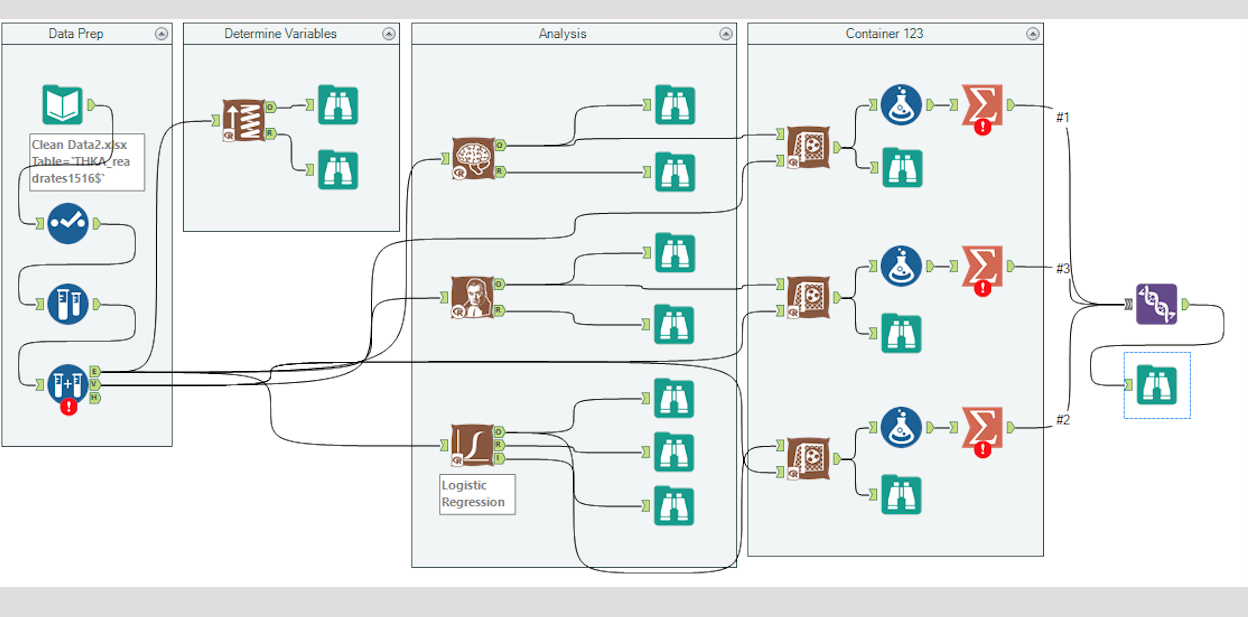 Data Prep
Determine Variables
Analysis
Container 123
Clean Data2.xlsx
Table=`THKA_rea
drates1516$`
E
V
H
O
R
O
R
O
R
O
R
I
Logistic
Regression
#1
#3
#2